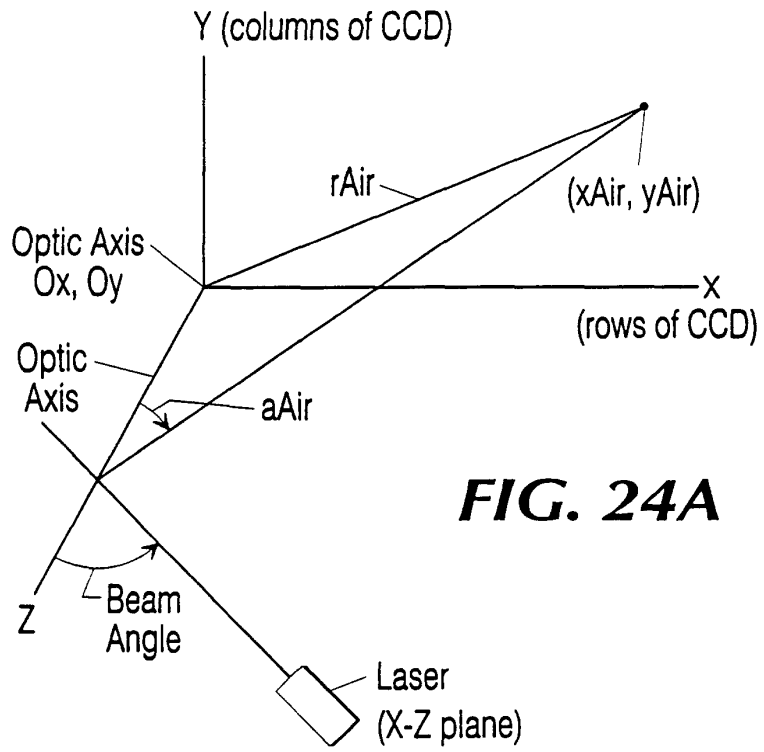 Y (columns of CCD)
rAir
(xAir, yAir)
Optic Axis
Ox, Oy
X
(rows of CCD)
Optic
Axis
aAir
FIG. 24A
Z
Beam
Angle
Laser
(X-Z plane)